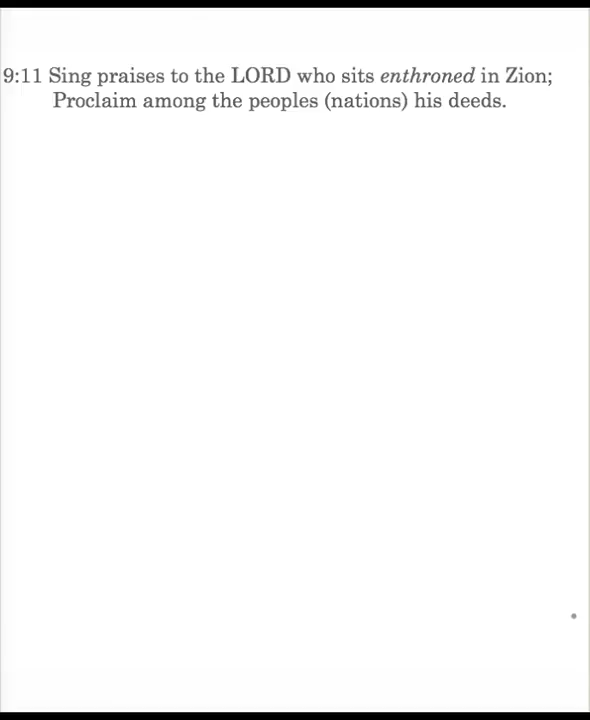 9:11 Sing praises to the LORD who sits enthroned in Zion;
Proclaim among the peoples (nations) his deeds.